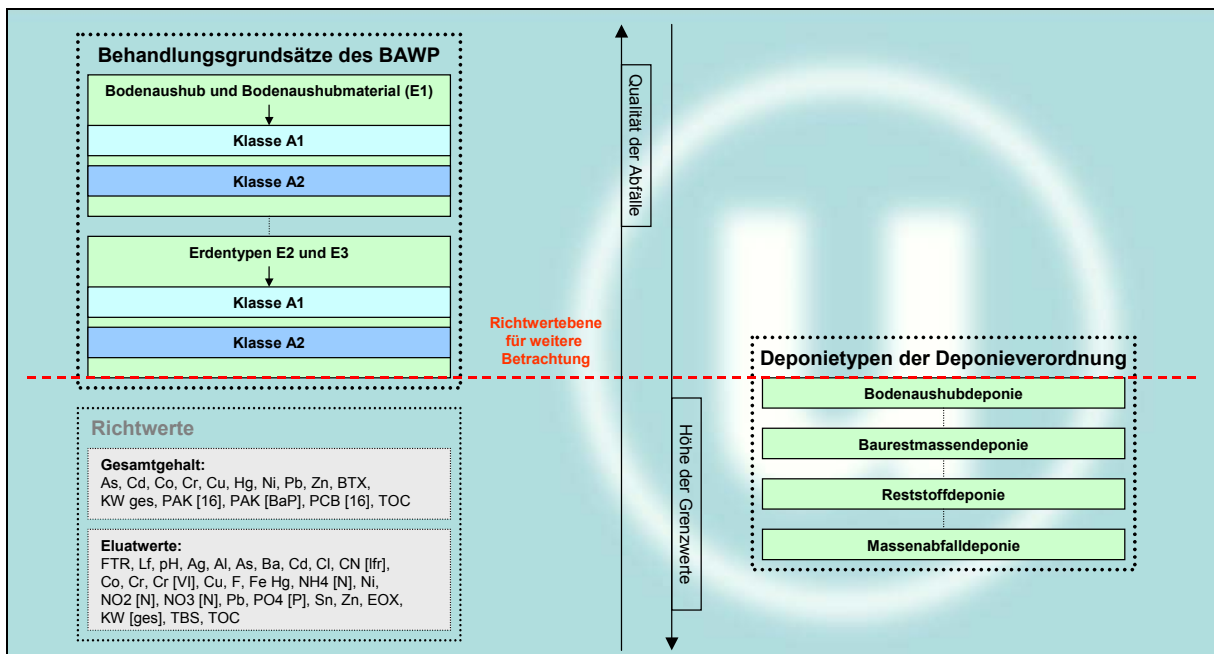 Behandlungsgrundsätze des BAWP
Bodenaushub und Bodenaushubmaterial (E1)
Klasse A1
Klasse A2
Erdentypen E2 und E3
Klasse A1
Klasse A2
Richtwerte
Gesamtgehalt:
As, Cd, Co, Cr, Cu, Hg, Ni, Pb, Zn, BTX,
KW ges, PAK [16], PAK [BaP], PCB [16], TOC
Eluatwerte:
FTR, Lf, pH, Ag, Al, As, Ba, Cd, Cl, CN [lfr],
Co, Cr, Cr [VI], Cu, F, Fe Hg, NH4 [N], Ni,
NO2 [N], NO3 [N], Pb, PO4 [P], Sn, Zn, EOX,
KW [ges], TBS, TOC
Richtwertebene
für weitere
Betrachtung
Qualität der Abfälle
Höhe der Grenzwerte
Deponietypen der Deponieverordnung
Bodenaushubdeponie
Baurestmassendeponie
Reststoffdeponie
Massenabfalldeponie
u